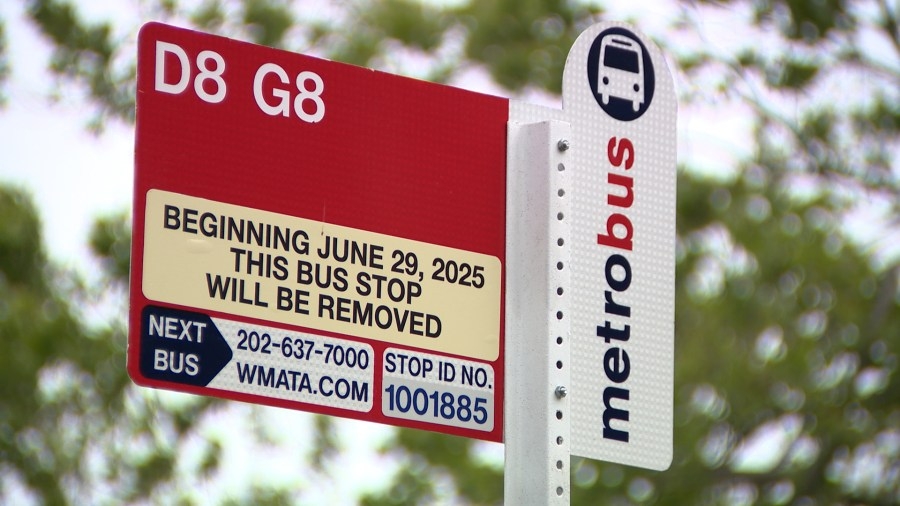 D8 G8
BEGINNING JUNE 29, 2025
THIS BUS STOP
WILL BE REMOVED
NEXT
BUS
202-637-7000
WMATA.COM
STOP ID NO.
1001885
metrobus